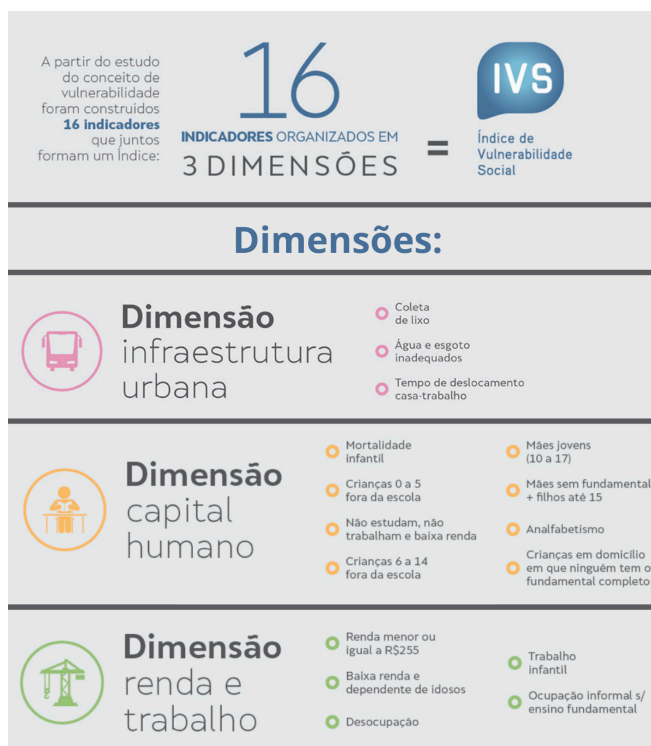 A partir do estudo
do conceito de
vulnerabilidade
foram construidos
16 indicadores
que juntos
formam um Índice:
16
INDICADORES ORGANIZADOS EM
3 DIMENSÕES
=
IVS
Índice de
Vulnerabilidade
Social
Dimensões:
Dimensão
infraestrutura
urbana
Coleta
de lixo
Água e esgoto
inadequados
Tempo de deslocamento
casa-trabalho
Dimensão
capital
humano
Mortalidade
infantil
Crianças 0 a 5
fora da escola
Não estudam, não
trabalham e baixa renda
Crianças 6 a 14
fora da escola
Mães jovens
(10 a 17)
Mães sem fundamental
+ filhos até 15
Analfabetismo
Crianças em domicílio
em que ninguém tem o
fundamental completo
Dimensão
renda e
trabalho
Renda menor ou
igual a R$255
Baixa renda e
dependente de idosos
Desocupação
Trabalho
infantil
Ocupação informal s/
ensino fundamental